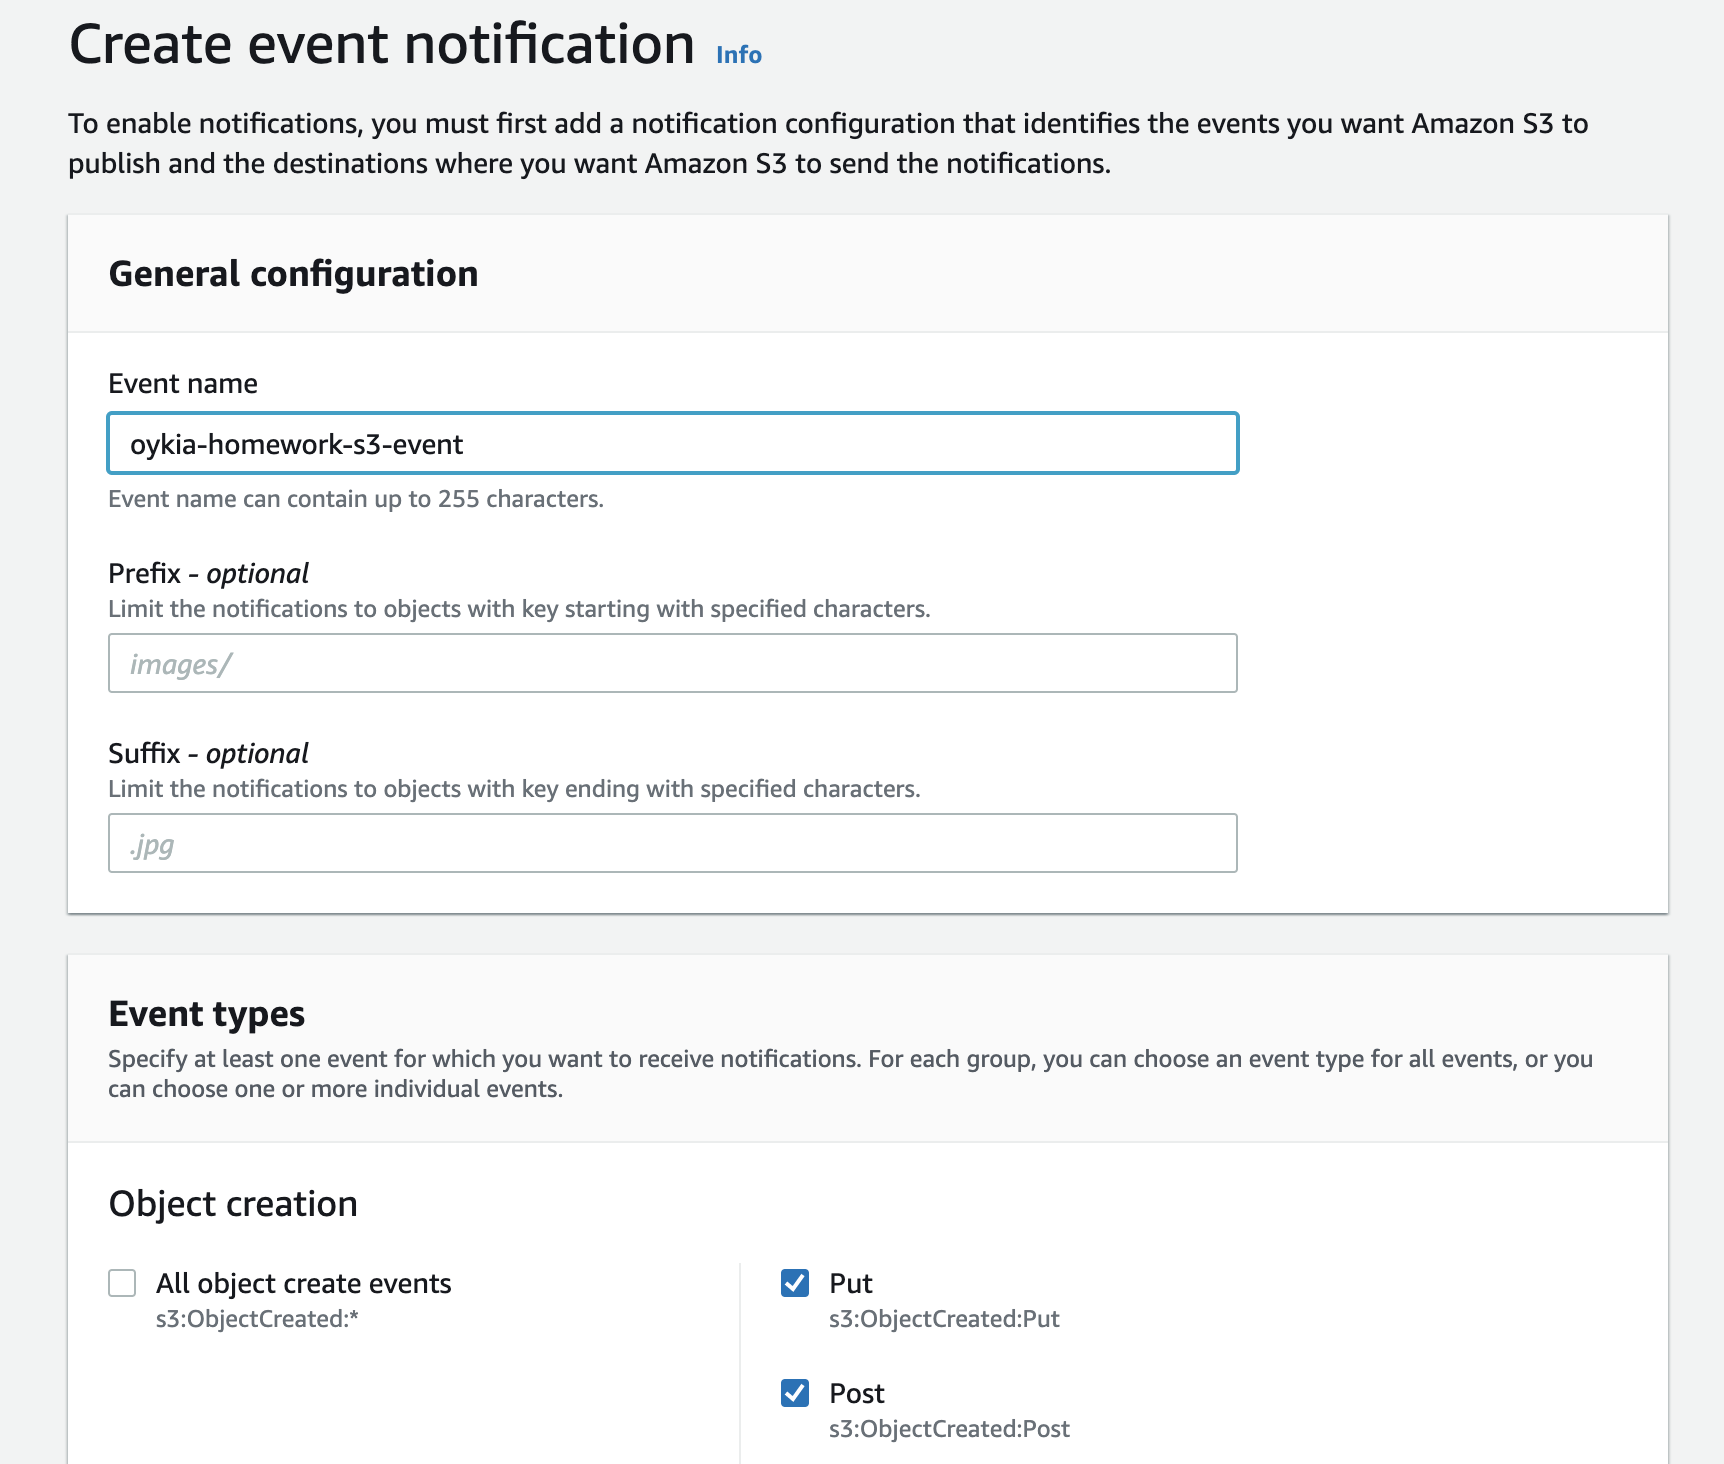 Create event notification Info
To enable notifications, you must first add a notification configuration that identifies the events you want Amazon S3 to
publish and the destinations where you want Amazon S3 to send the notifications.
General configuration
Event name
oykia-homework-s3-event
Event name can contain up to 255 characters.
Prefix - optional
Limit the notifications to objects with key starting with specified characters.
images/
Suffix - optional
Limit the notifications to objects with key ending with specified characters.
.jpg
Event types
Specify at least one event for which you want to receive notifications. For each group, you can choose an event type for all events, or you
can choose one or more individual events.
Object creation
All object create events
s3:ObjectCreated:*
Put
s3:ObjectCreated:Put
Post
s3:ObjectCreated:Post